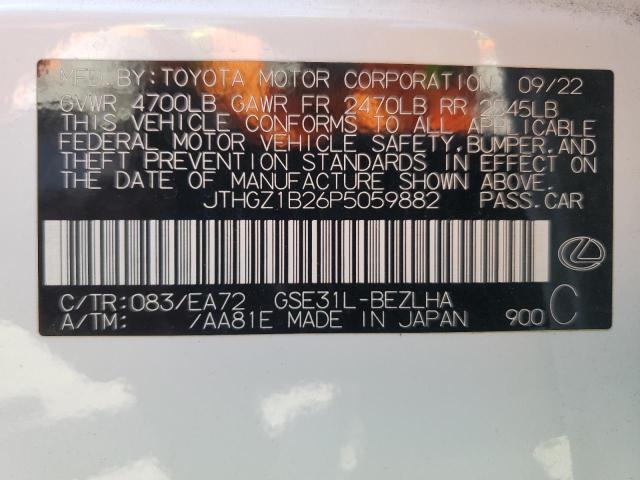 MFD.BY:TOYOTA MOTOR CORPORATION 09/22
GVWR 4700LB GAWR FR 2470LB RR 2645LB
THIS VEHICLE CONFORMS TO ALL APPLICABLE
FEDERAL MOTOR VEHICLE SAFETY,BUMPER,AND
THEFT PREVENTION STANDARDS IN EFFECT ON
THE DATE OF MANUFACTURE SHOWN ABOVE.
JTHGZ1B26P5059882 PASS.CAR
C/TR:083/EA72 GSE31L-BEZLHA
A/TM: /AA81E MADE IN JAPAN 900 C